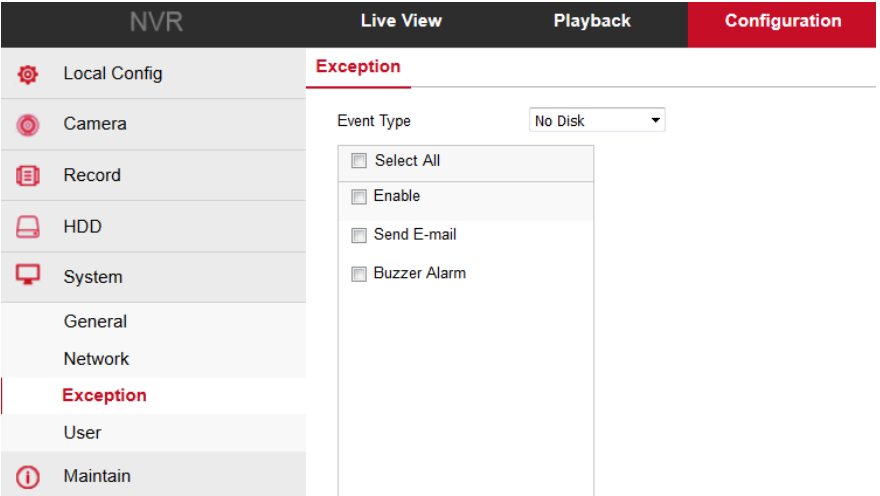 NVR Live View Playback Configuration
Local Config
Camera
Record
HDD
System
General
Network
Exception
User
Maintain
Exception
Event Type No Disk
Select All
Enable
Send E-mail
Buzzer Alarm